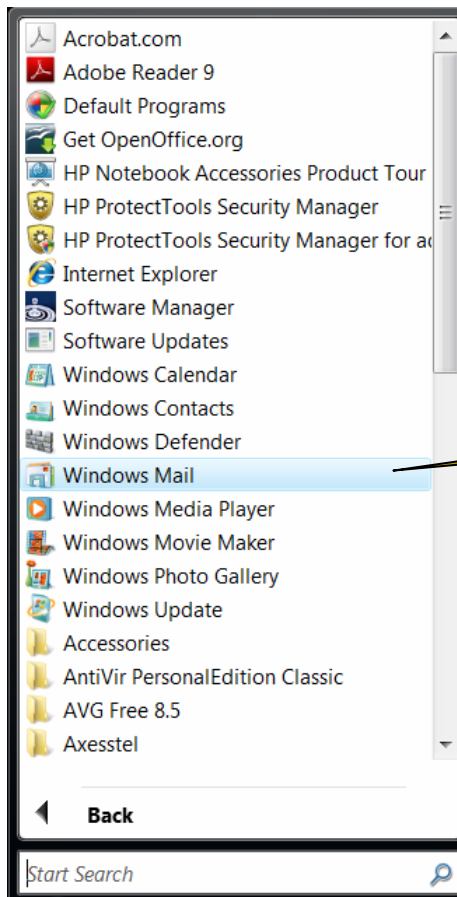 Acrobat.com
Adobe Reader 9
Default Programs
Get OpenOffice.org
HP Notebook Accessories Product Tour
HP ProtectTools Security Manager
HP ProtectTools Security Manager for
Internet Explorer
Software Manager
Software Updates
Windows Calendar
Windows Contacts
Windows Defender
Windows Mail
Windows Media Player
Windows Movie Maker
Windows Photo Gallery
Windows Update
Accessories
AntiVir PersonalEdition Classic
AVG Free 8.5
Axesstel
Back
Start Search